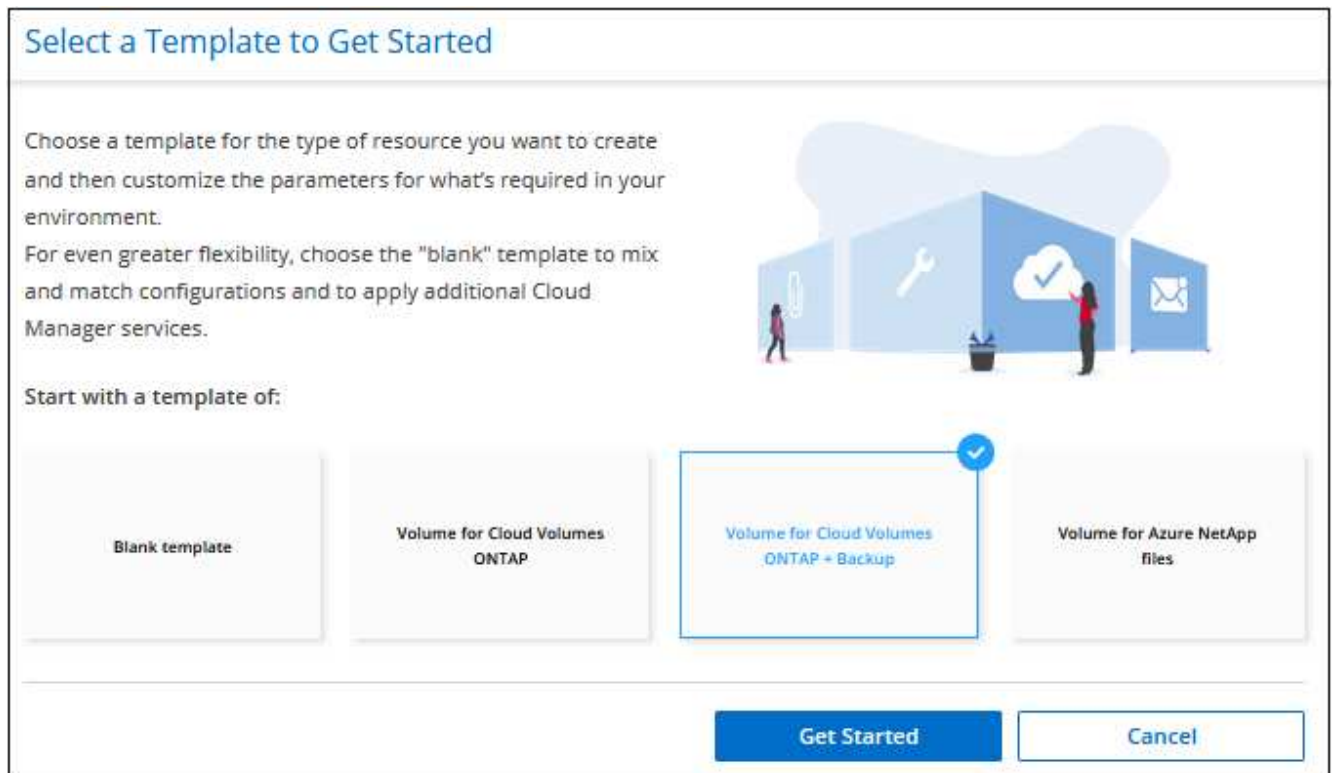 Select a Template to Get Started
Choose a template for the type of resource you want to create
and then customize the parameters for what's required in your
environment.
For even greater flexibility, choose the "blank" template to mix
and match configurations and to apply additional Cloud
Manager services.
Start with a template of:
Blank template
Volume for Cloud Volumes
ONTAP
Volume for Cloud Volumes
ONTAP + Backup
Volume for Azure NetApp
files
Get Started
Cancel